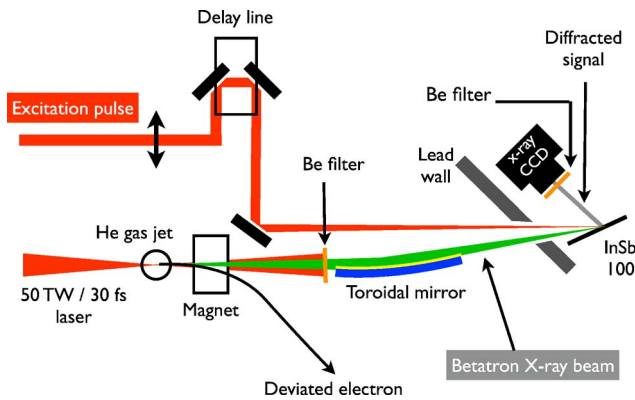 Delay line
Diffracted
signal
Excitation pulse
Be filter
x-ray
CCD
Lead
wall
Be filter
He gas jet
InSb
100
50 TW / 30 fs
laser
Magnet
Toroidal mirror
Betatron X-ray beam
Deviated electron